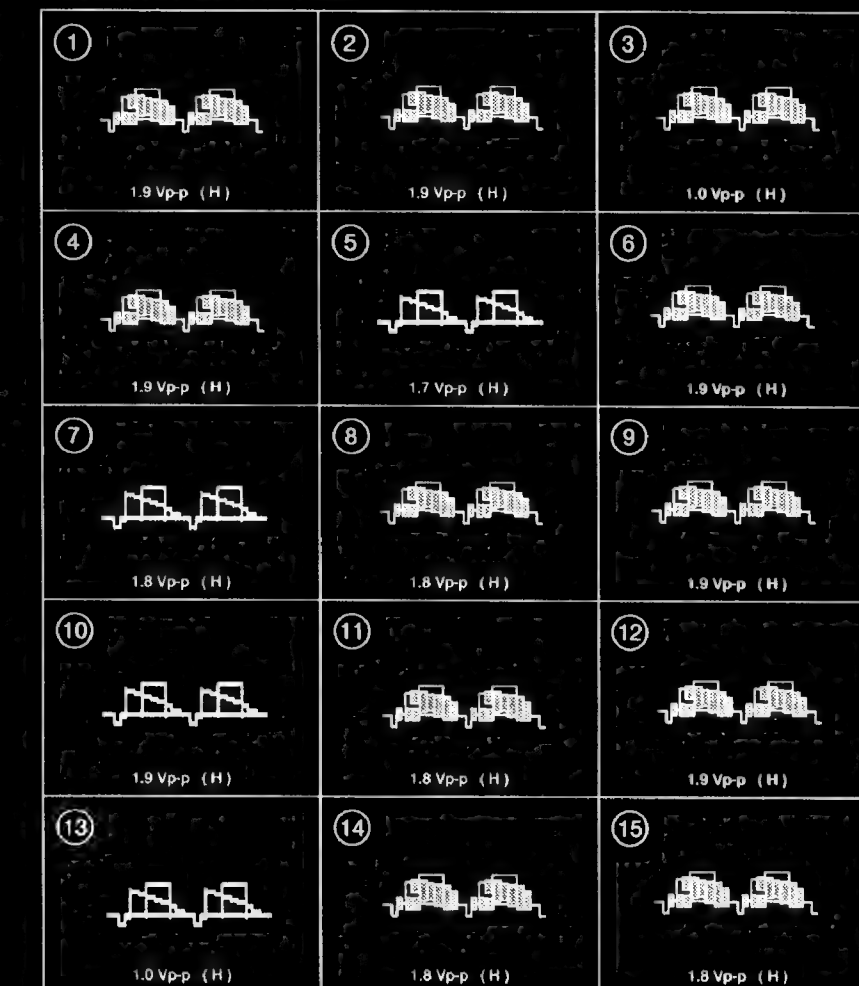 ① ② ③
1.9 Vp-p (H) 1.9 Vp-p (H) 1.0 Vp-p (H)
④ ⑤ ⑥
1.9 Vp-p (H) 1.7 Vp-p (H) 1.9 Vp-p (H)
⑦ ⑧ ⑨
1.8 Vp-p (H) 1.8 Vp-p (H) 1.9 Vp-p (H)
⑩ ⑪ ⑫
1.9 Vp-p (H) 1.8 Vp-p (H) 1.9 Vp-p (H)
⑬ ⑭ ⑮
1.0 Vp-p (H) 1.8 Vp-p (H) 1.8 Vp-p (H)